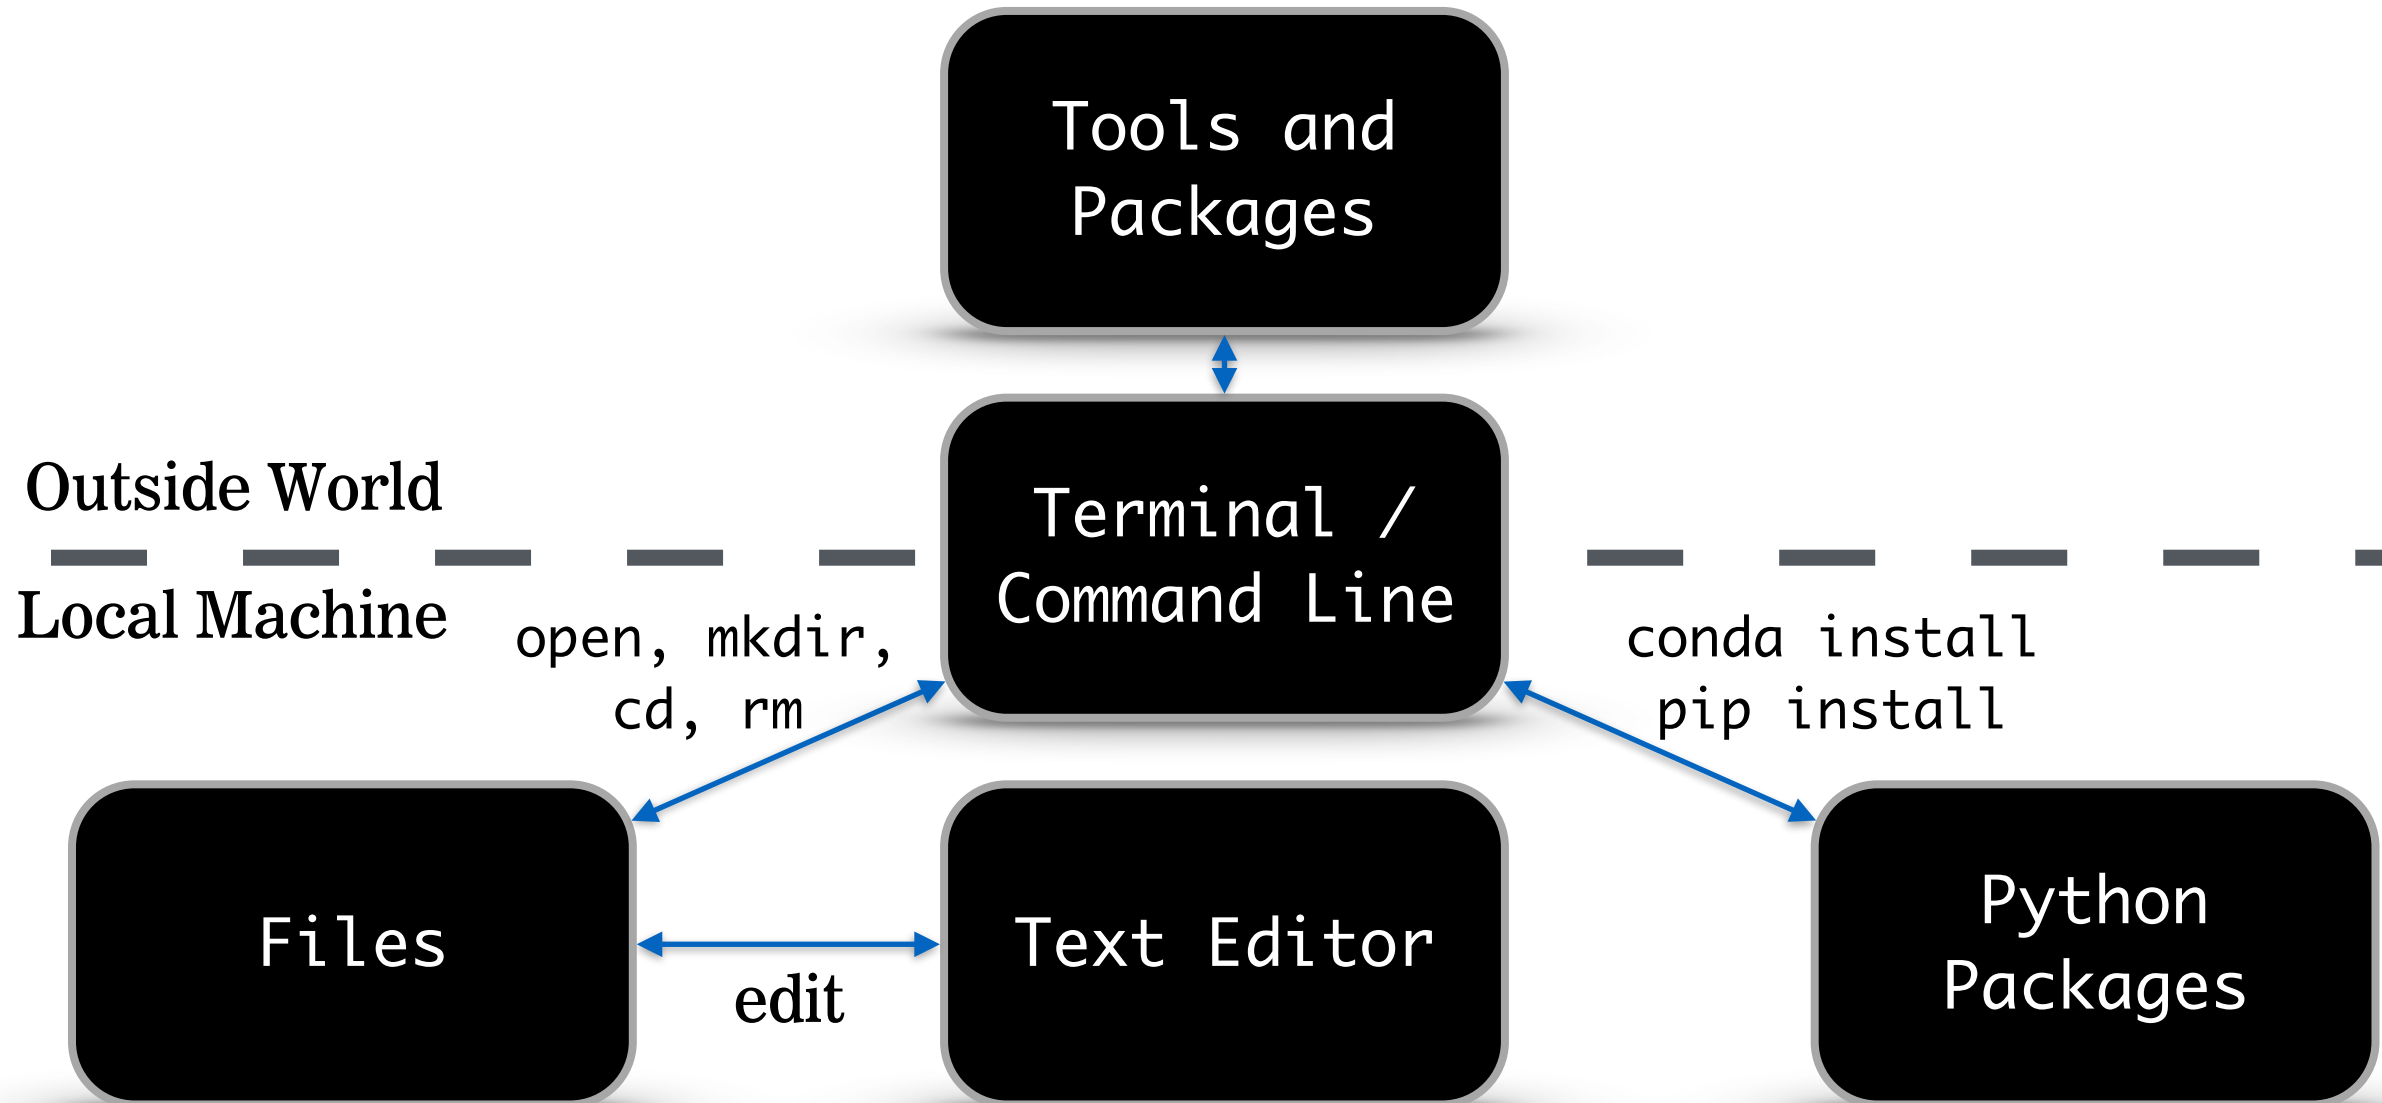 Tools and
Packages
Outside World
Terminal /
Command Line
Local Machine
open, mkdir,
cd, rm
conda install
pip install
Files
edit
Text Editor
Python
Packages